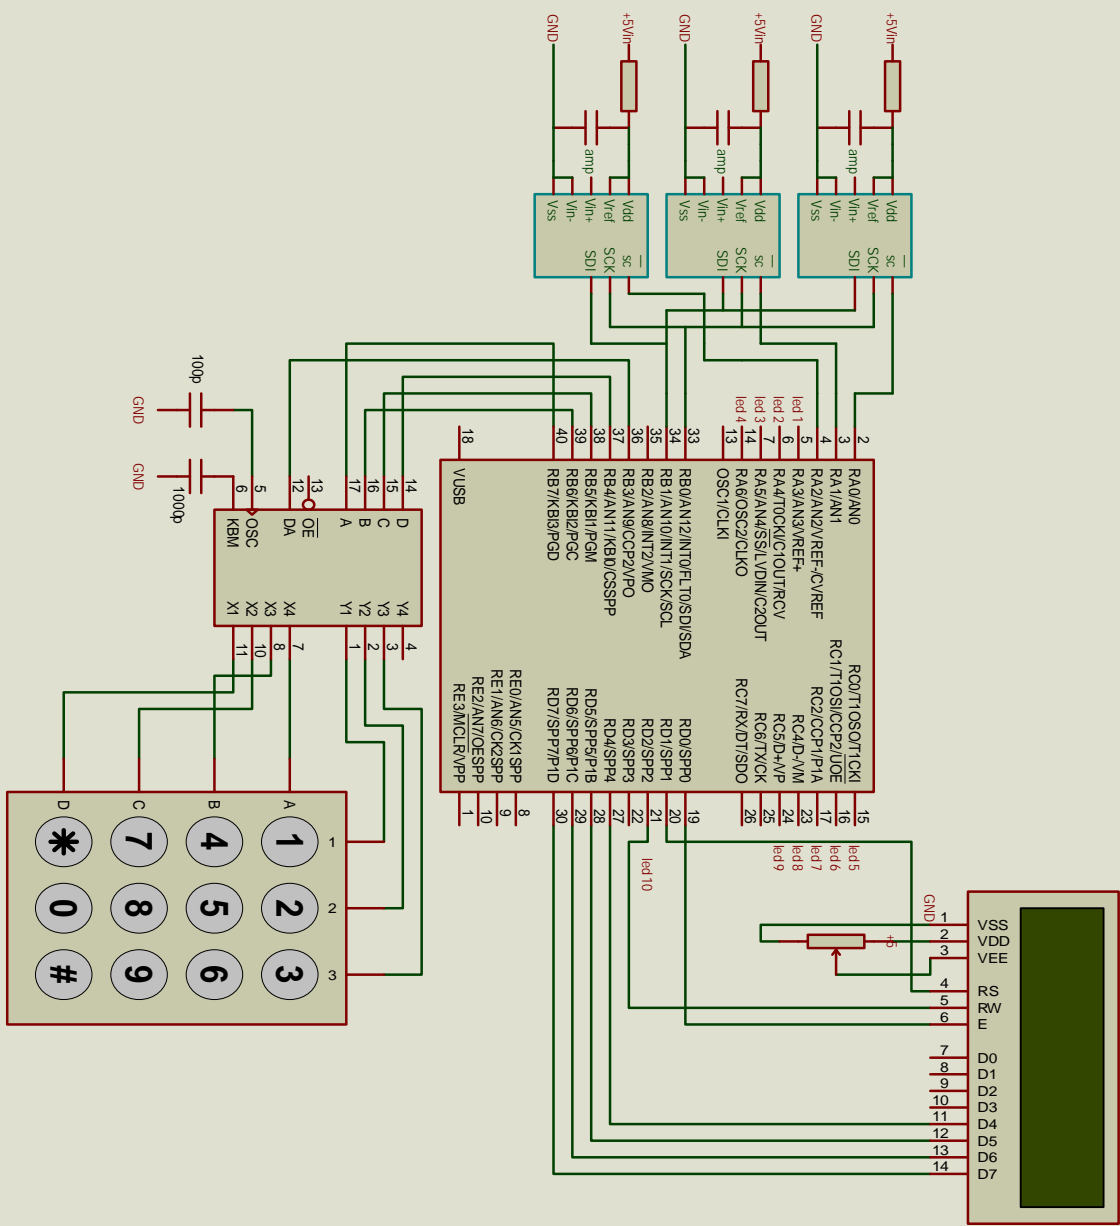 GND
+5Vin
GND
+5Vin
GND
+5Vin
amp
amp
amp
Vss
Vin-
Vin+
Vref
Vdd
SDI
SCK
sc
Vss
Vin-
Vin+
Vref
Vdd
SDI
SCK
sc
Vss
Vin-
Vin+
Vref
Vdd
SDI
SCK
sc
led 4
led 3
led 2
led 1
18
40
39
38
37
36
35
34
33
13
14
7
6
5
4
3
2
VUSB
RB7/KBI3/PGD
RB6/KBI2/PGC
RB5/KBI1/PGM
RB4/AN11/KBI0/CSSPP
RB3/AN9/CCP2/VPO
RB2/AN8/INT2/VMO
RB1/AN10/INT1/SCK/SCL
RB0/AN12/INT0/FLT0/SDI/SDA
OSC1/CLKI
RA6/OSC2/CLKO
RA5/AN4/SS/LVDIN/C2OUT
RA4/T0CKI/C1OUT/RCV
RA3/AN3/VREF+
RA2/AN2/VREF-/CVREF
RA1/AN1
RA0/AN0
RE3/MCLR/VPP
RE2/AN7/OESPP
RE1/AN6/CK2SPP
RE0/AN5/CK1SPP
RD7/SPP7/P1D
RD6/SPP6/P1C
RD5/SPP5/P1B
RD4/SPP4
RD3/SPP3
RD2/SPP2
RD1/SPP1
RD0/SPP0
RC7/RX/DT/SDO
RC6/TX/CK
RC5/D+/VP
RC4/D-/VM
RC2/CCP1/P1A
RC1/T1OSI/CCP2/UOE
RC0/T1OSO/T1CKI
1
10
9
8
30
29
28
27
22
21
20
19
26
25
24
23
17
16
15
led 10
led 9
led 8
led 7
led 6
led 5
100p
GND
GND
1000p
6
5
12
13
17
16
15
14
KBM
OSC
DA
OE
A
B
C
D
X1
X2
X3
X4
Y1
Y2
Y3
Y4
11
10
8
7
1
2
3
4
D
C
B
A
1
2
3
* 7 4 1
0 8 5 2
# 9 6 3
GND
+5
1 VSS
2 VDD
3 VEE
4 RS
5 RW
6 E
7 D0
8 D1
9 D2
10 D3
11 D4
12 D5
13 D6
14 D7